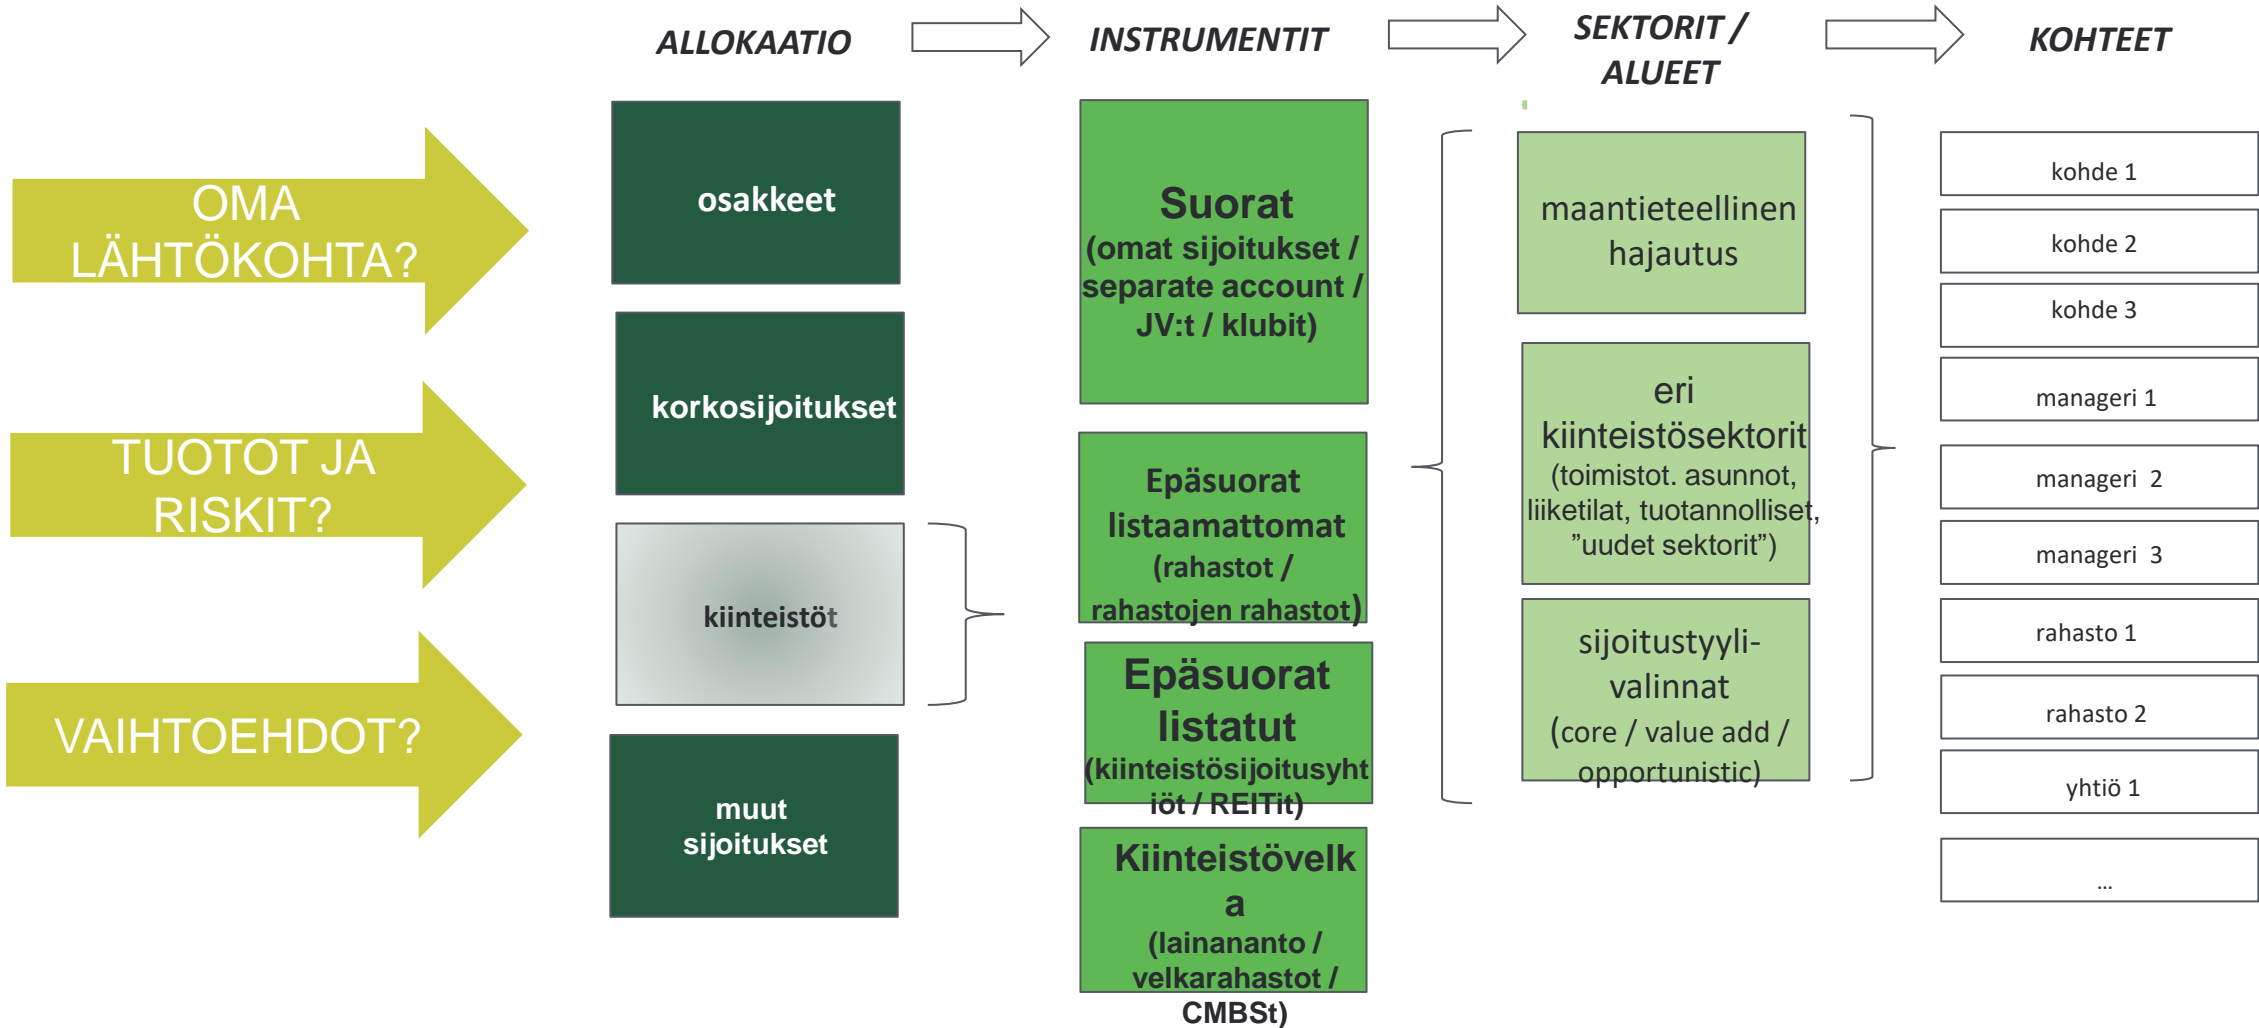 ALLOKAATIO
INSTRUMENTIT
SEKTORIT /
ALUEET
KOHTEET
OMA
LÄHTÖKOHTA?
TUOTOT JA
RISKIT?
VAIHTOEHDOT?
osakkeet
korkosijoitukset
kiinteistöt
muut
sijoitukset
Suorat
(omat sijoitukset /
separate account /
JV:t / klubit)
Epäsuorat
listaamattomat
(rahastot /
rahastojen rahastot)
Epäsuorat
listatut
(kiinteistösijoitusyht
iöt / REITit)
Kiinteistövelk
a
(lainananto /
velkarahastot /
CMBSt)
maantieteellinen
hajautus
eri
kiinteistösektorit
(toimistot. asunnot,
liiketilat, tuotannolliset,
”uudet sektorit”)
sijoitustyyli-
valinnat
(core / value add /
opportunistic)
kohde 1
kohde 2
kohde 3
manageri 1
manageri 2
manageri 3
rahasto 1
rahasto 2
yhtiö 1
…